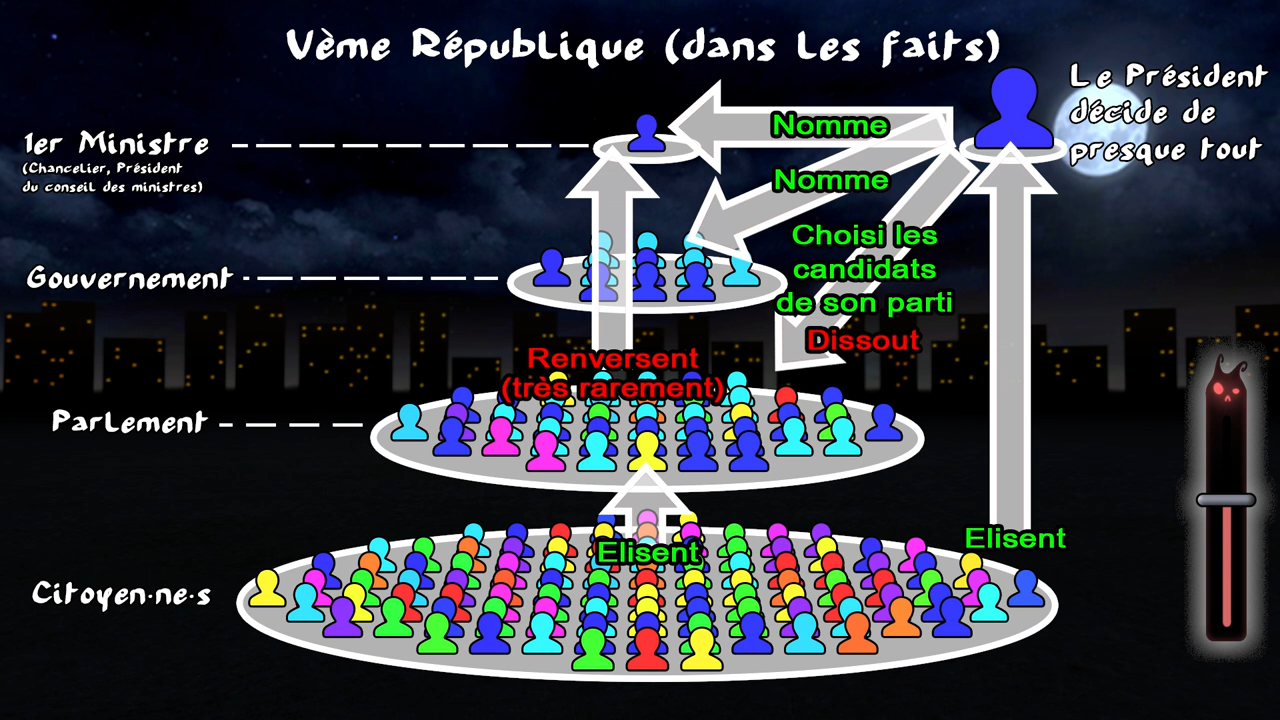 Vème République (dans les faits)
Le Président
décide de
presque tout
1er Ministre
(Chancelier, Président
du conseil des ministres)
Nomme
Nomme
Choisi les
candidats
de son parti
Gouvernement
Dissout
Renversent
(très rarement)
Parlement
Elisent
Elisent
Citoyen·ne·s